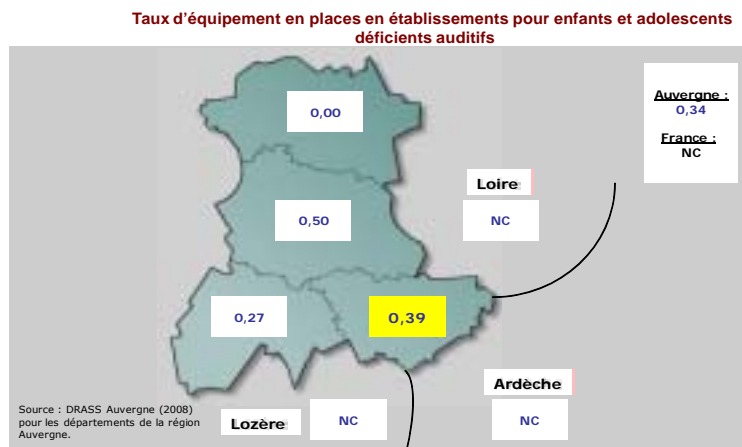 Taux d'équipement en places en établissements pour enfants et adolescents
déficients auditifs
0,00
Auvergne :
0,34
France :
NC
Loire
NC
0,50
0,27
0,39
Ardèche
NC
Lozère
NC
Source : DRASS Auvergne (2008)
pour les départements de la région
Auvergne.